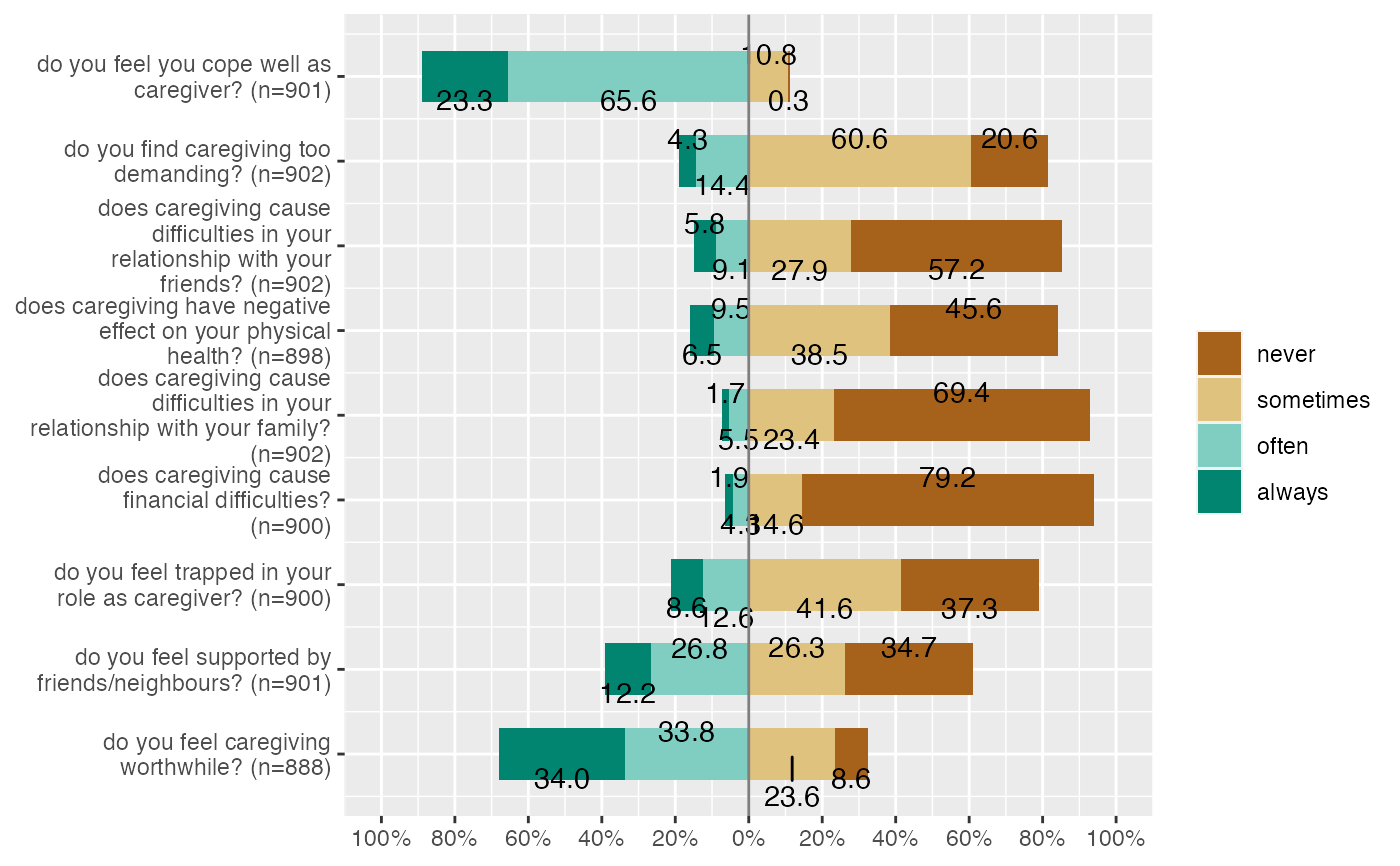 do you feel you cope well as
caregiver? (n=901)
10.8
23.3 65.6 0.3
do you find caregiving too
demanding? (n=902)
4.3 60.6 20.6
14.4
does caregiving cause
difficulties in your
relationship with your
friends? (n=902)
5.8
9.1 27.9 57.2
does caregiving have negative
effect on your physical
health? (n=898)
9.5 45.6
6.5 38.5
does caregiving cause
difficulties in your
relationship with your family?
(n=902)
1.7 69.4
5.5 23.4
does caregiving cause
financial difficulties?
(n=900)
1.9 79.2
4.3 14.6
do you feel trapped in your
role as caregiver? (n=900)
8.6 12.6 41.6 37.3
do you feel supported by
friends/neighbours? (n=901)
26.8 26.3 34.7
12.2
do you feel caregiving
worthwhile? (n=888)
33.8
34.0 8.6
23.6
100% 80% 60% 40% 20% 0% 20% 40% 60% 80% 100%
never
sometimes
often
always